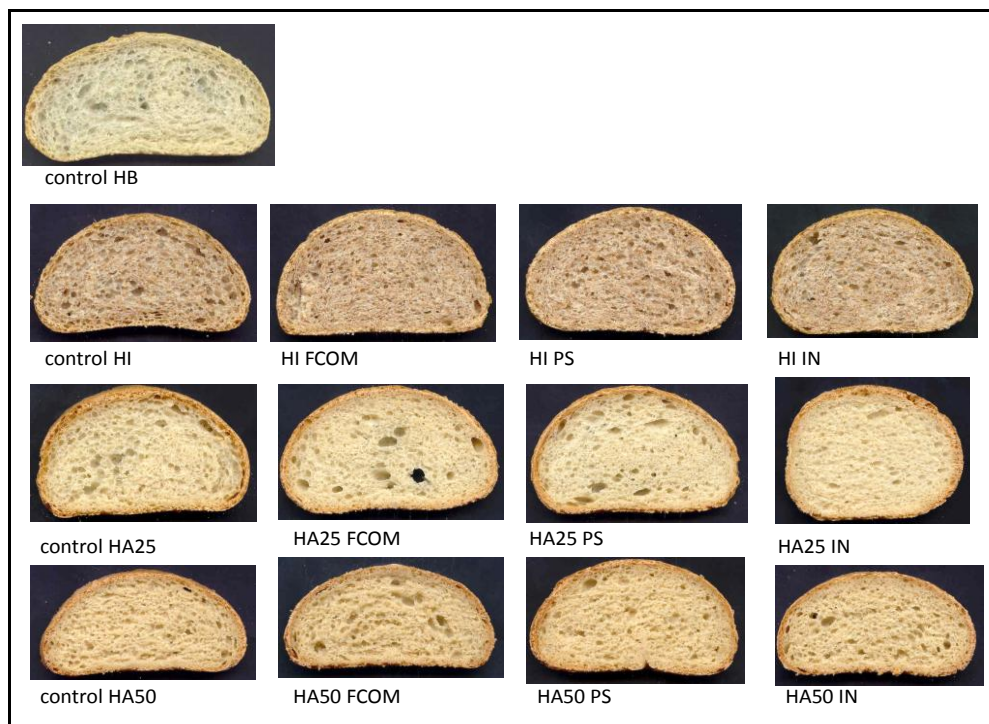 control HB
control HI
HI FCOM
HI PS
HI IN
control HA25
HA25 FCOM
HA25 PS
HA25 IN
control HA50
HA50 FCOM
HA50 PS
HA50 IN